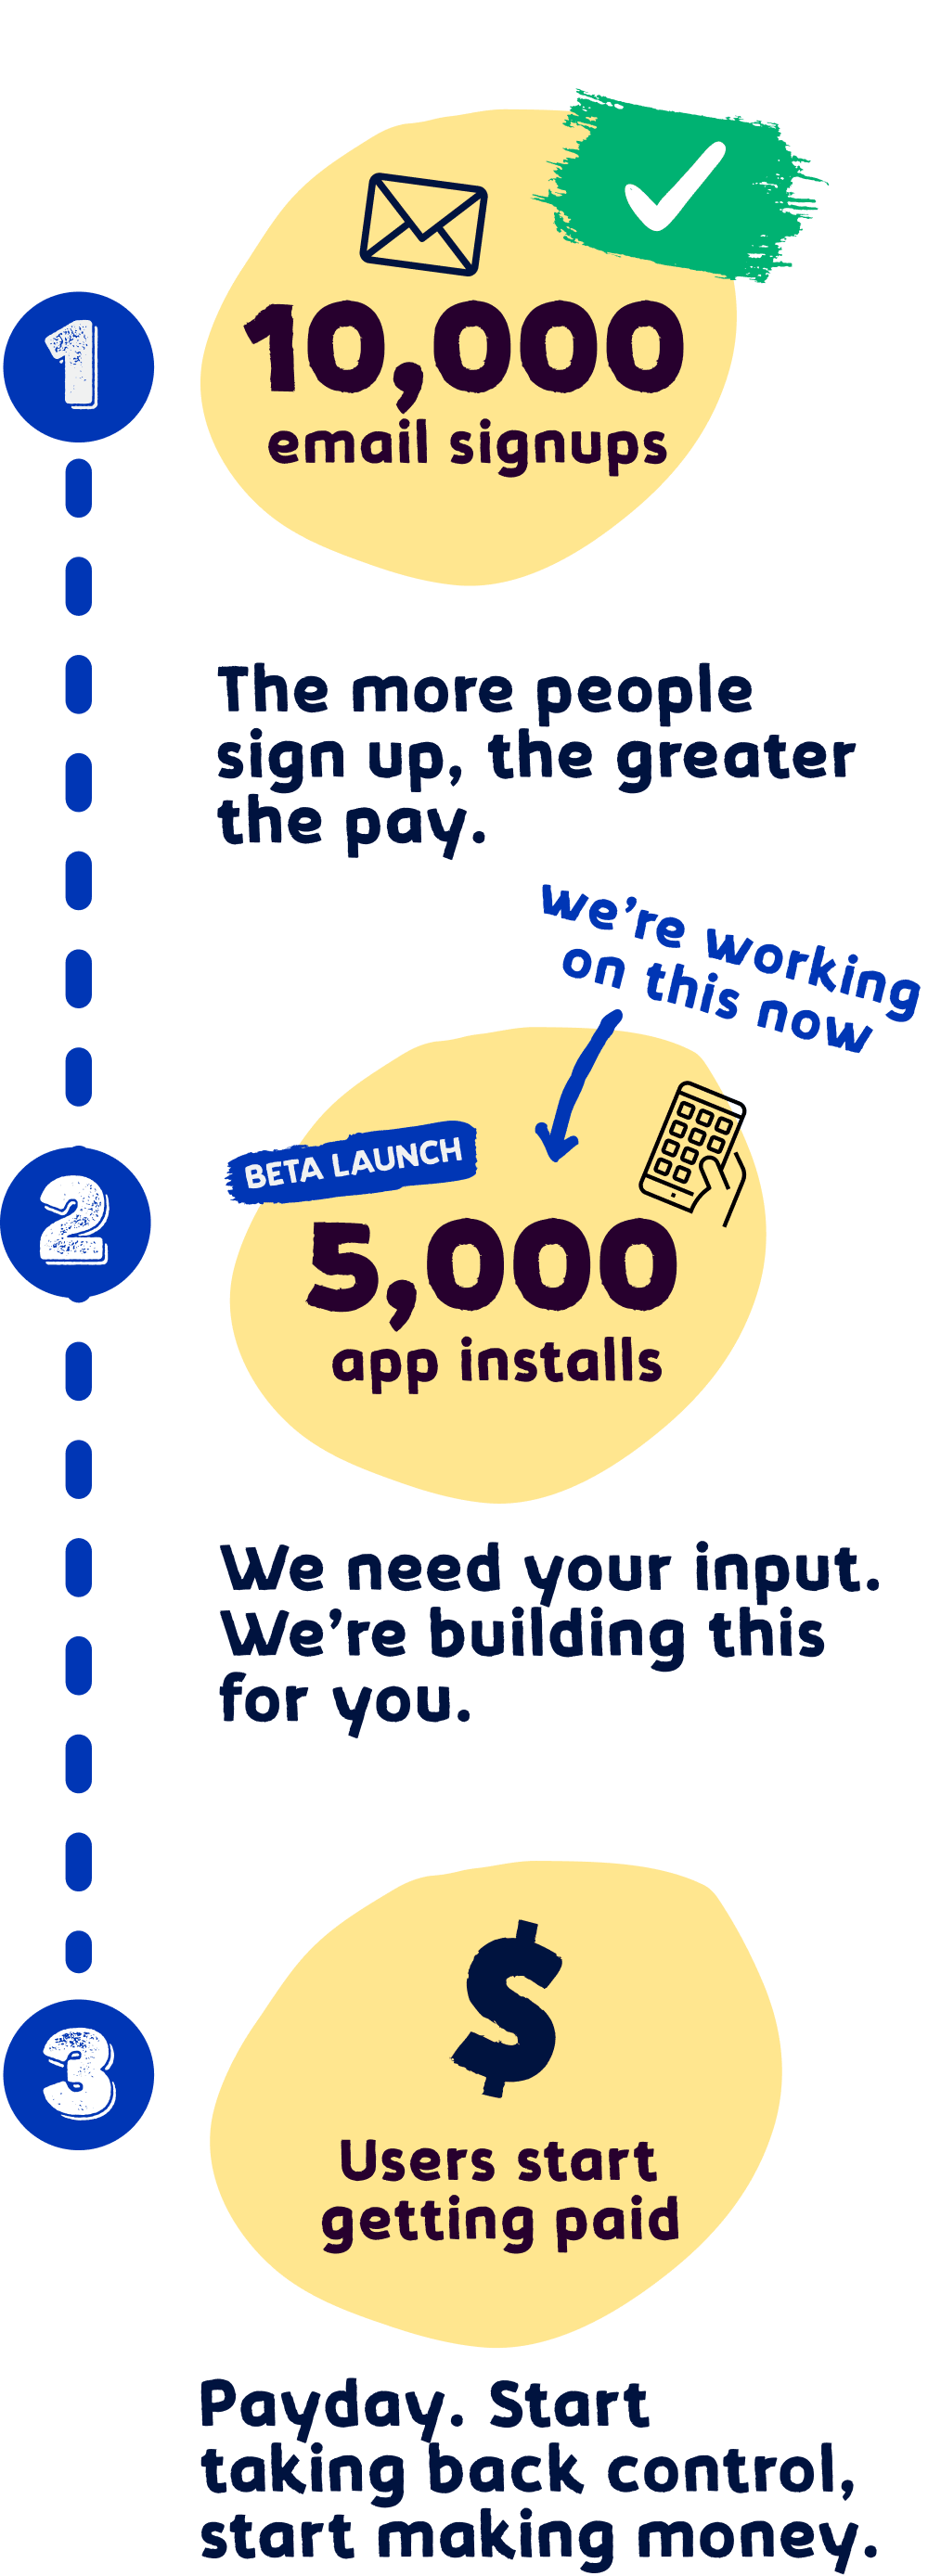 1
10,000
email signups
The more people
sign up, the greater
the pay.
we're working
on this now
BETA LAUNCH
2
5,000
app installs
We need your input.
We're building this
for you.
$
3
Users start
getting paid
Payday. Start
taking back control,
start making money.